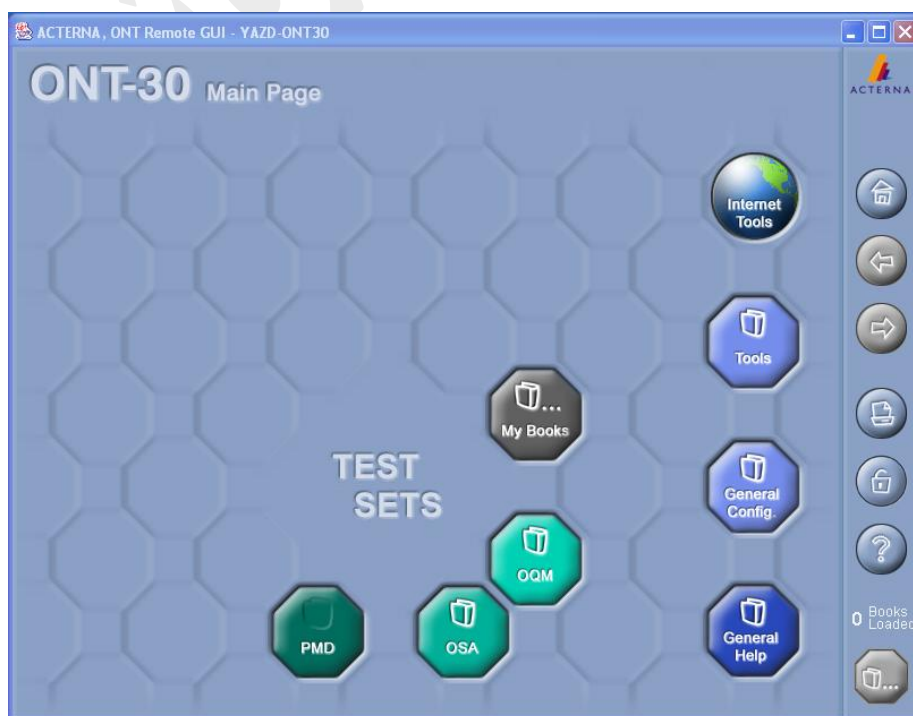 ACTERNA, ONT Remote GUI - YAZD-ONT30
ONT-30 Main Page
ACTERNA
Internet
Tools
Tools
My Books
TEST
SETS
General
Config.
OQM
PMD
OSA
General
Help
0 Books
Loaded